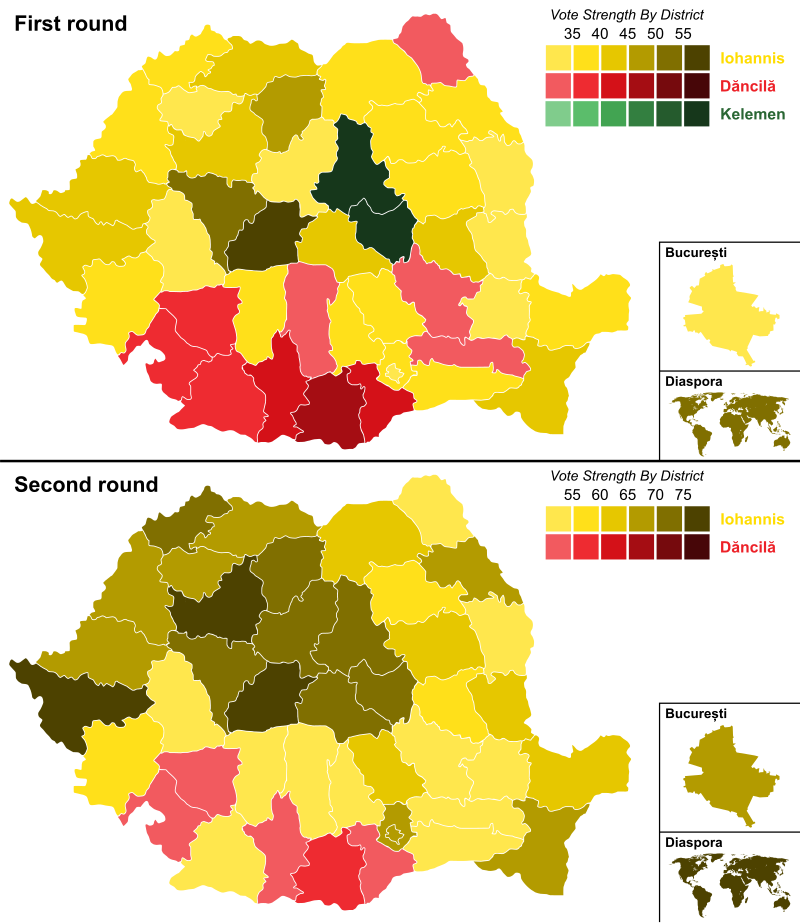 First round
Vote Strength By District
35 40 45 50 55
Iohannis
Dăncilă
Kelemen
București
Diaspora
Second round
Vote Strength By District
55 60 65 70 75
Iohannis
Dăncilă
București
Diaspora